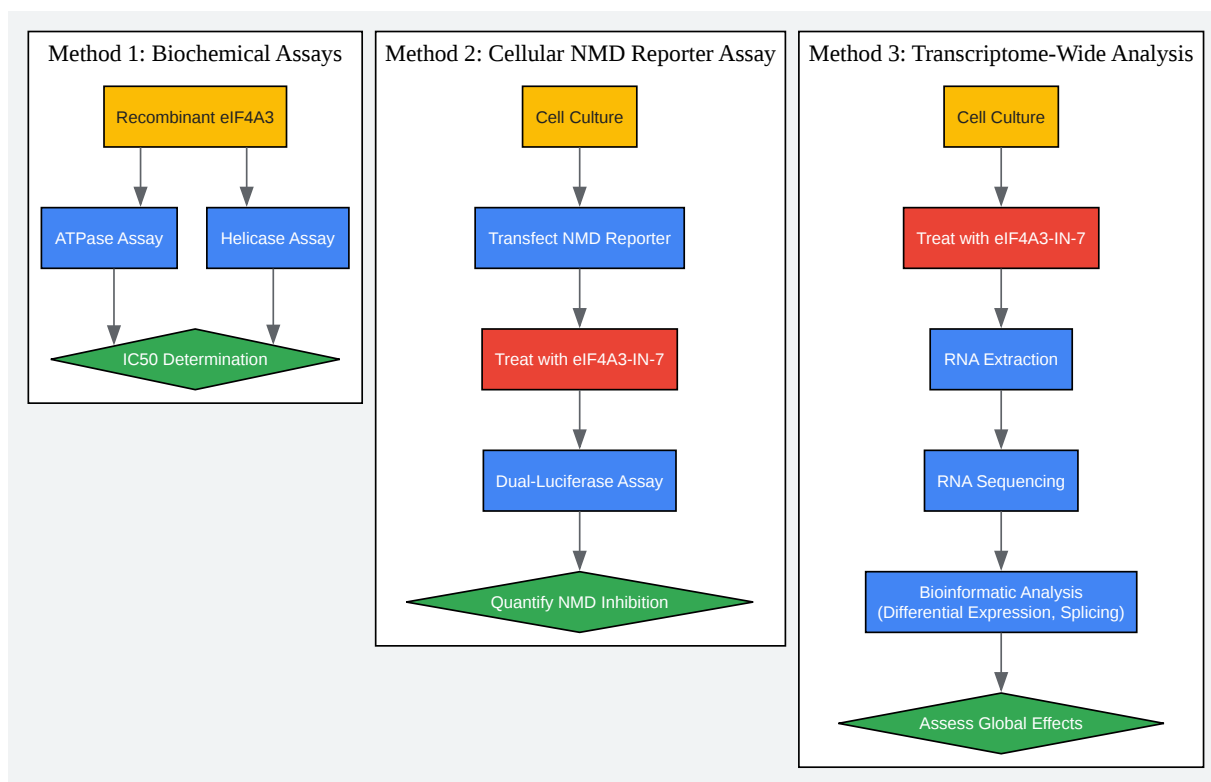 Method 1: Biochemical Assays
Recombinant eIF4A3
ATPase Assay
Helicase Assay
IC50 Determination
Method 2: Cellular NMD Reporter Assay
Cell Culture
Transfect NMD Reporter
Treat with eIF4A3-IN-7
Dual-Luciferase Assay
Quantify NMD Inhibition
Method 3: Transcriptome-Wide Analysis
Cell Culture
Treat with eIF4A3-IN-7
RNA Extraction
RNA Sequencing
Bioinformatic Analysis
(Differential Expression, Splicing)
Assess Global Effects